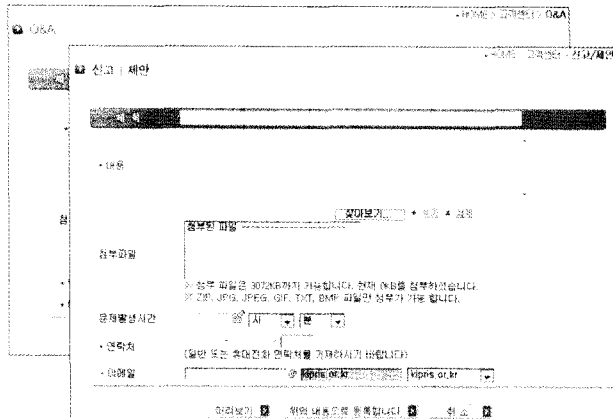 HOME > 고객센터 > Q&A
Q&A
HOME 고객센터 신고/제안
신고 | 제안
• 내용
찾아보기...
첨부된 파일
첨부파일
※ 첨부 파일은 3072KB까지 가능합니다. 현재 0KB를 첨부하셨습니다.
※ ZIP, JPG, JPEG, GIF, TXT, BMP 파일만 첨부가 가능 합니다.
문제발생시간 시 분
• 연락처
(일반 또는 휴대전화 연락처를 기재하시기 바랍니다)
• 이메일 @ kipris.or.kr kipris.or.kr
미리보기 위의 내용으로 등록합니다 취소